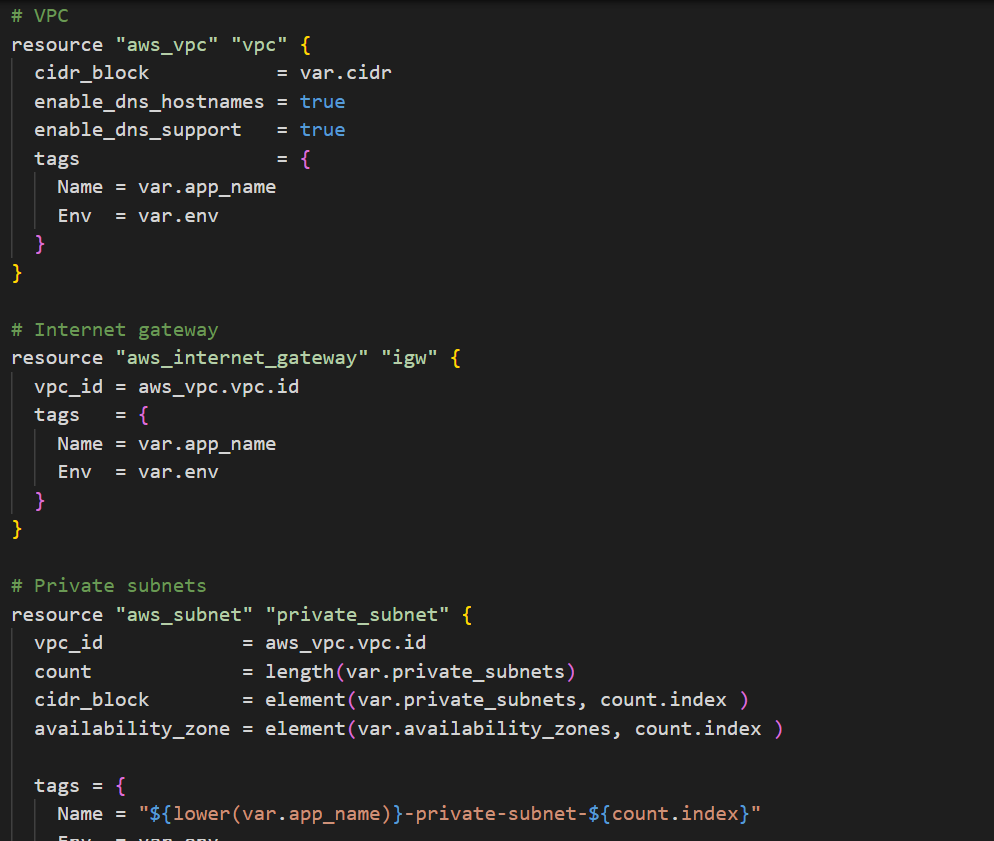 # VPC
resource "aws_vpc" "vpc" {
  cidr_block           = var.cidr
  enable_dns_hostnames = true
  enable_dns_support   = true
  tags                 = {
    Name = var.app_name
    Env  = var.env
  }
}

# Internet gateway
resource "aws_internet_gateway" "igw" {
  vpc_id = aws_vpc.vpc.id
  tags   = {
    Name = var.app_name
    Env  = var.env
  }
}

# Private subnets
resource "aws_subnet" "private_subnet" {
  vpc_id            = aws_vpc.vpc.id
  count             = length(var.private_subnets)
  cidr_block        = element(var.private_subnets, count.index )
  availability_zone = element(var.availability_zones, count.index )

  tags = {
    Name = "${lower(var.app_name)}-private-subnet-${count.index}"
    Env  = var.env